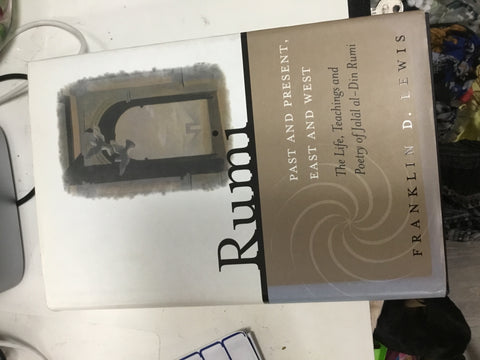 Rumi
PAST AND PRESENT,
EAST AND WEST
The Life, Teachings and
Poetry of Jalâl al-Din Rumi
FRANKLIN D. LEWIS